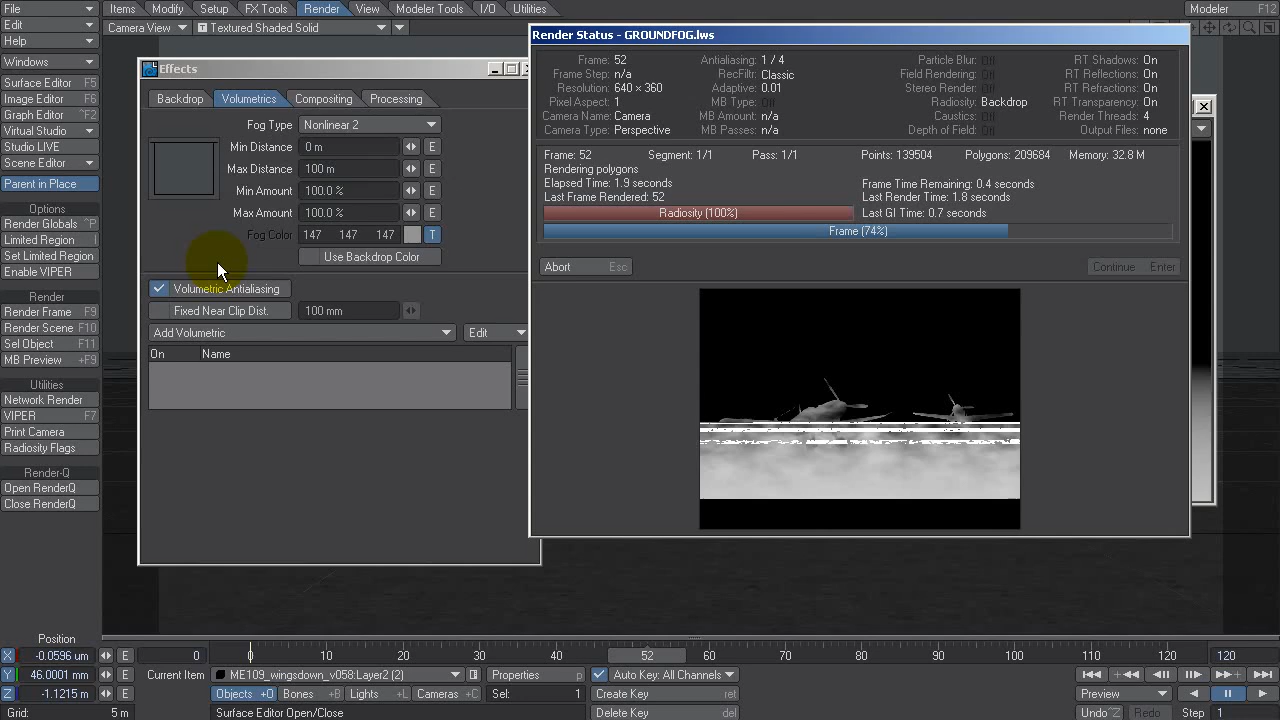 File Items Modify Setup FX Tools Render View Modeler Tools I/O Utilities Modeler F12
Edit Camera View Textured Shaded Solid
Help
Windows
Surface Editor F5
Image Editor F6
Graph Editor ^F2
Virtual Studio
Studio LIVE
Scene Editor
Parent in Place
Options
Render Globals ^P
Limited Region l
Set Limited Region
Enable VIPER
Render
Render Frame F9
Render Scene F10
Sel Object F11
MB Preview +F9
Utilities
Network Render
VIPER F7
Print Camera
Radiosity Flags
Render-Q
Open RenderQ
Close RenderQ
Effects
Backdrop Volumetrics Compositing Processing
Fog Type Nonlinear 2
Min Distance 0 m E
Max Distance 100 m E
Min Amount 100.0 % E
Max Amount 100.0 % E
Fog Color 147 147 147 T
Use Backdrop Color
Volumetric Antialiasing
Fixed Near Clip Dist. 100 mm
Add Volumetric Edit
On Name
Render Status - GROUNDFOG.lws
Frame: 52 Antialiasing: 1 / 4 Particle Blur: Off RT Shadows: On
Frame Step: n/a RecFiltr: Classic Field Rendering: Off RT Reflections: On
Resolution: 640 × 360 Adaptive: 0.01 Stereo Render: Off RT Refractions: On
Pixel Aspect: 1 MB Type: Off Radiosity: Backdrop RT Transparency: On
Camera Name: Camera MB Amount: n/a Caustics: Off Render Threads: 4
Camera Type: Perspective MB Passes: n/a Depth of Field: Off Output Files: none
Frame: 52 Segment: 1/1 Pass: 1/1 Points: 139504 Polygons: 209684 Memory: 32.8 M
Rendering polygons
Elapsed Time: 1.9 seconds Frame Time Remaining: 0.4 seconds
Last Frame Rendered: 52 Last Render Time: 1.8 seconds
Radiosity (100%) Last GI Time: 0.7 seconds
Frame (74%)
Abort Esc Continue Enter
Position
X -0.0596 um E 0 0 10 20 30 40 52 60 70 80 90 100 110 120 120
Y 46.0001 mm E Current Item ME109_wingsdown_v058:Layer2 (2) Properties p Auto Key: All Channels
Z -1.1215 m E Objects +O Bones +B Lights +L Cameras +C Sel: 1 Create Key ret Preview
Grid: 5 m Surface Editor Open/Close Delete Key del Undo ^Z Redo Step 1